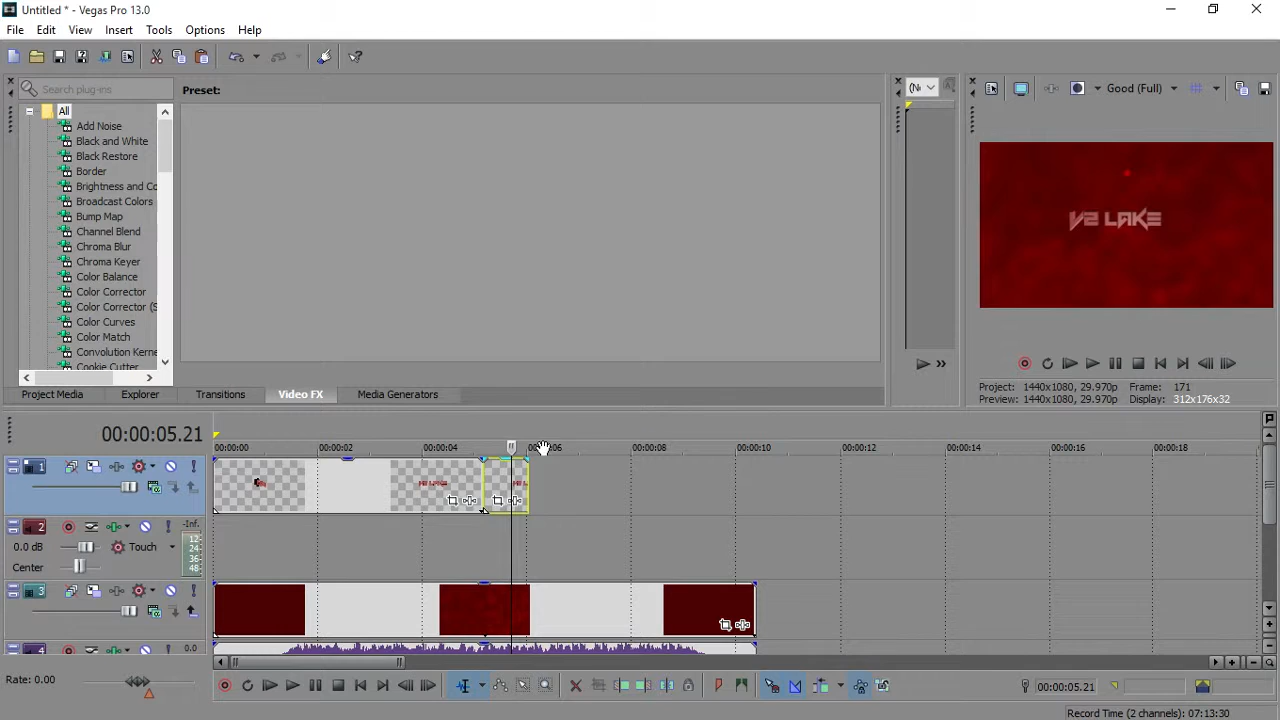 Untitled * - Vegas Pro 13.0
File Edit View Insert Tools Options Help
Search plug-ins
Preset:
All
Add Noise
Black and White
Black Restore
Border
Brightness and Co
Broadcast Colors
Bump Map
Channel Blend
Chroma Blur
Chroma Keyer
Color Balance
Color Corrector
Color Corrector (S
Color Curves
Color Match
Convolution Kerne
Cookie Cutter
Project Media Explorer Transitions Video FX Media Generators
(N
Good (Full)
V2 LAKE
Project: 1440x1080, 29.970p Frame: 171
Preview: 1440x1080, 29.970p Display: 312x176x32
00:00:05.21
00:00:00 00:00:02 00:00:04 00:00:06 00:00:08 00:00:10 00:00:12 00:00:14 00:00:16 00:00:18
1
V2 LAKE
2
-Inf.
0.0 dB Touch
Center
12
24
36
48
3
4
0.0
Rate: 0.00
00:00:05.21
Record Time (2 channels): 07:13:30